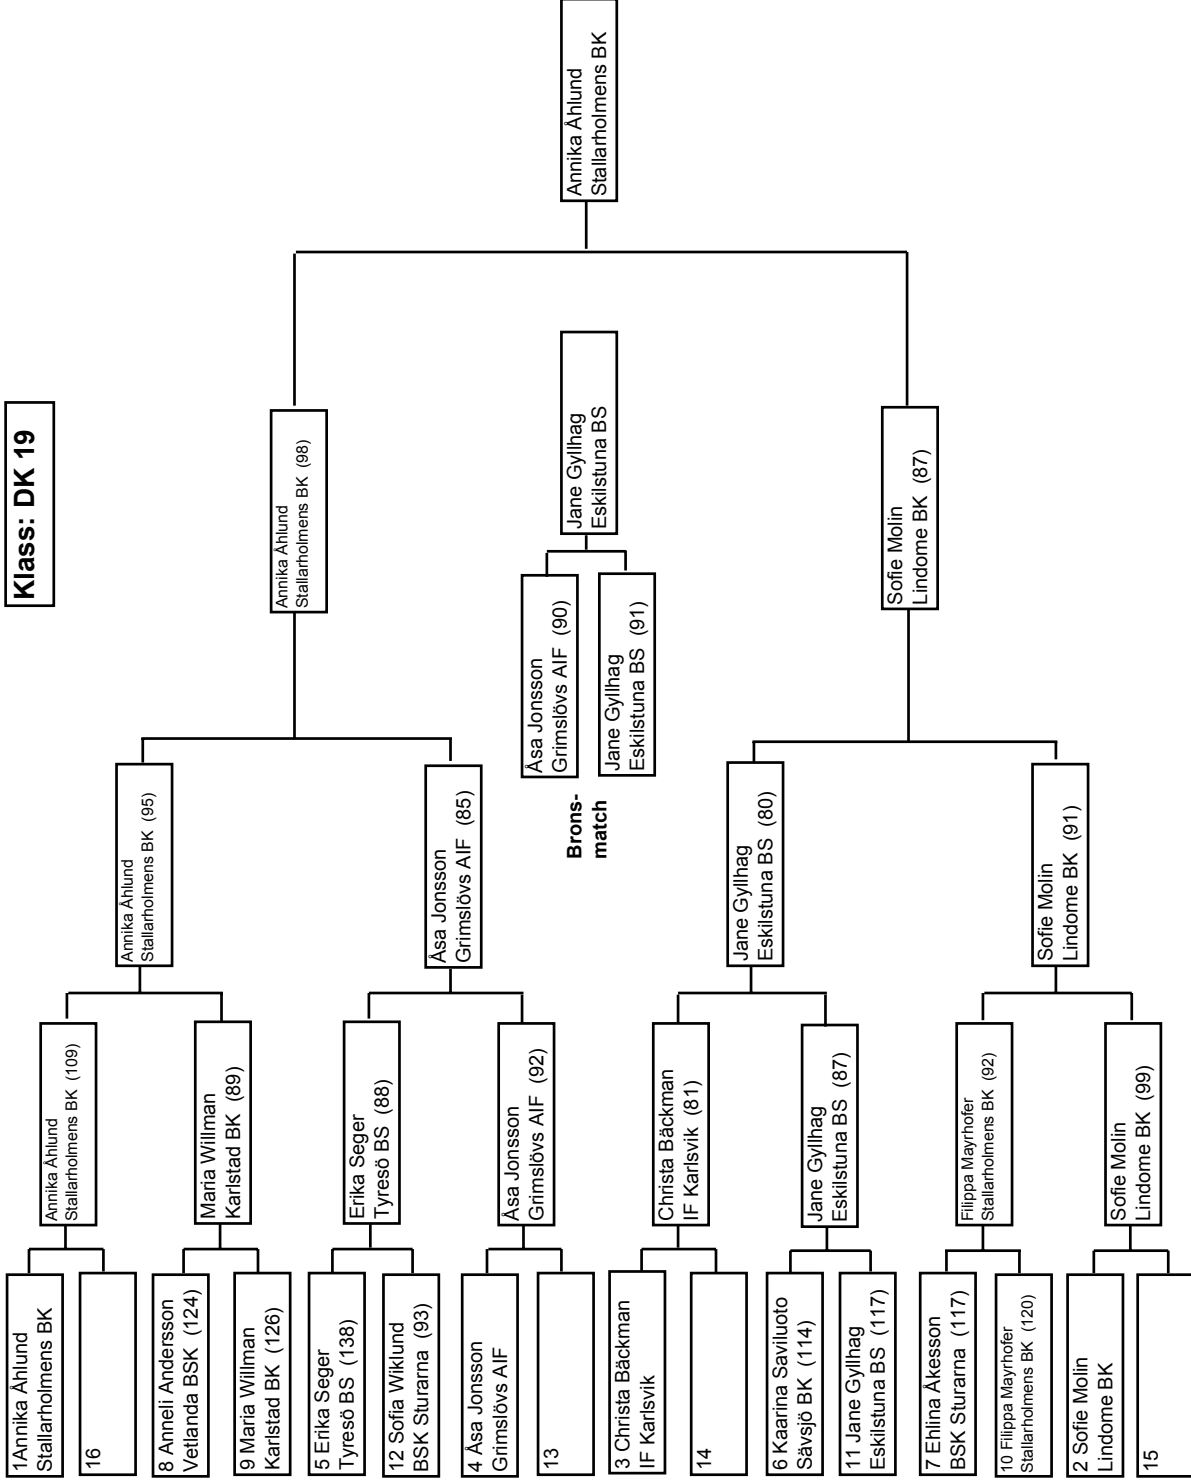 Klass: DK 19
1Annika Åhlund
Stallarholmens BK
16
8 Anneli Andersson
Vetlanda BSK (124)
9 Maria Willman
Karlstad BK (126)
5 Erika Seger
Tyresö BS (138)
12 Sofia Wiklund
BSK Sturarna (93)
4 Åsa Jonsson
Grimslövs AIF
13
3 Christa Bäckman
IF Karlsvik
14
6 Kaarina Saviluoto
Sävsjö BK (114)
11 Jane Gyllhag
Eskilstuna BS (117)
7 Ehlina Åkesson
BSK Sturarna (117)
10 Filippa Mayrhofer
Stallarholmens BK (120)
2 Sofie Molin
Lindome BK
15
Annika Åhlund
Stallarholmens BK (109)
Maria Willman
Karlstad BK (89)
Erika Seger
Tyresö BS (88)
Åsa Jonsson
Grimslövs AIF (92)
Christa Bäckman
IF Karlsvik (81)
Jane Gyllhag
Eskilstuna BS (87)
Filippa Mayrhofer
Stallarholmens BK (92)
Sofie Molin
Lindome BK (99)
Annika Åhlund
Stallarholmens BK (95)
Åsa Jonsson
Grimslövs AIF (85)
Jane Gyllhag
Eskilstuna BS (80)
Sofie Molin
Lindome BK (91)
Brons-
match
Åsa Jonsson
Grimslövs AIF (90)
Jane Gyllhag
Eskilstuna BS (91)
Annika Åhlund
Stallarholmens BK (98)
Jane Gyllhag
Eskilstuna BS
Sofie Molin
Lindome BK (87)
Annika Åhlund
Stallarholmens BK